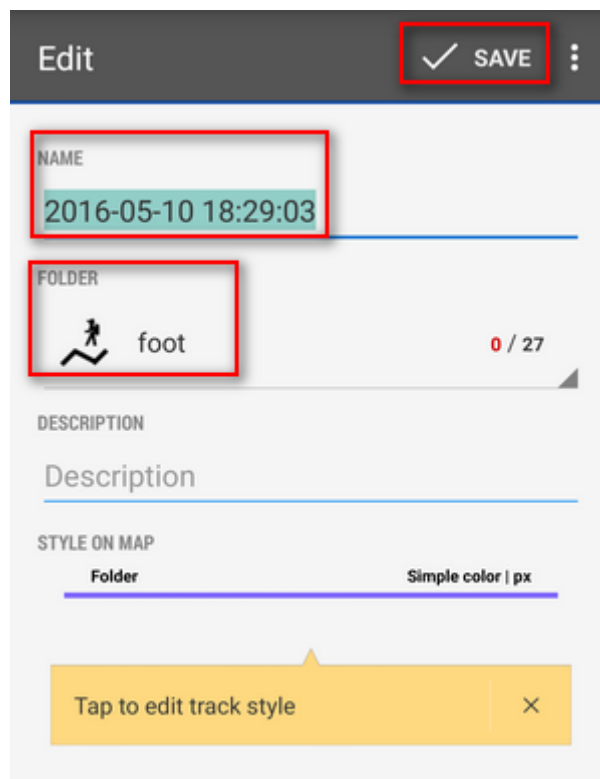 Edit
SAVE
NAME
2016-05-10 18:29:03
FOLDER
foot
0 / 27
DESCRIPTION
Description
STYLE ON MAP
Folder
Simple color | px
Tap to edit track style